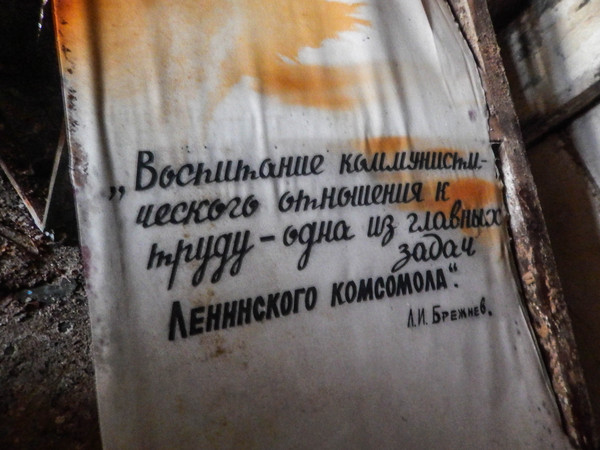 „Воспитание коммунисти-
ческого отношения к
труду – одна из главных
задач
Ленинского комсомола".
Л.И. Брежнев.